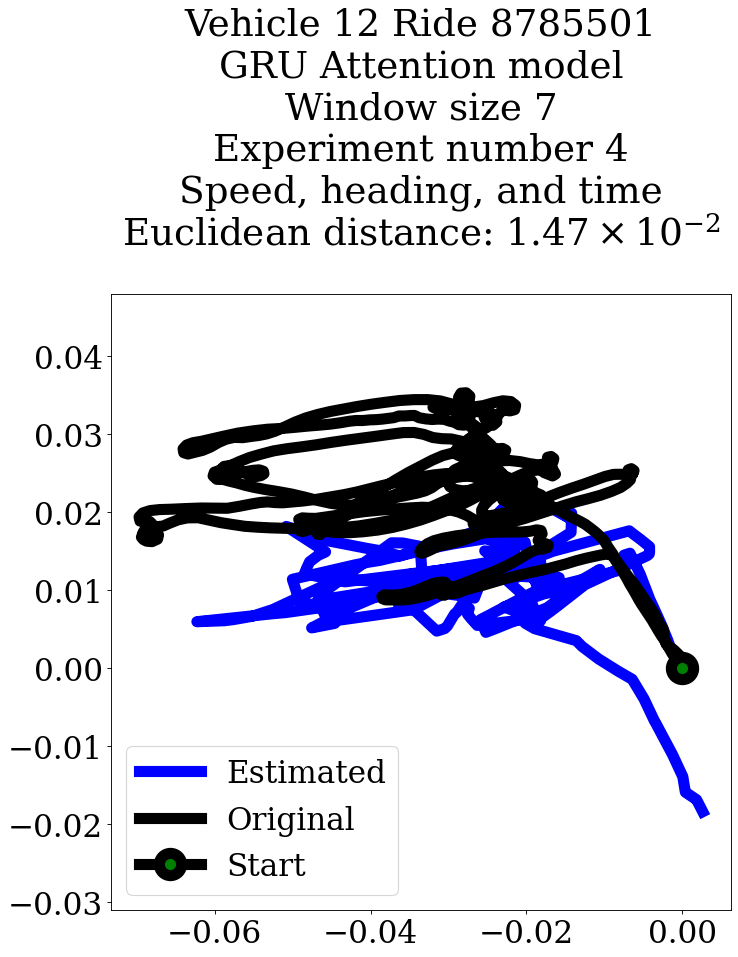 Vehicle 12 Ride 8785501
GRU Attention model
Window size 7
Experiment number 4
Speed, heading, and time
Euclidean distance: 1.47 × 10⁻²
0.04
0.03
0.02
0.01
0.00
−0.01
−0.02
−0.03
Estimated
Original
Start
−0.06 −0.04 −0.02 0.00